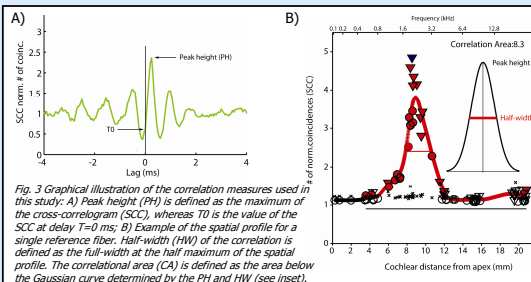 A)
SCC norm. # of coinc.
3
2.5
2
1.5
1
0.5
Peak height (PH)
T0
-4
-2
0
2
4
Lag (ms)
Fig. 3 Graphical illustration of the correlation measures used in
this study: A) Peak height (PH) is defined as the maximum of
the cross-correlogram (SCC), whereas T0 is the value of the
SCC at delay T=0 ms; B) Example of the spatial profile for a
single reference fiber. Half-width (HW) of the correlation is
defined as the full-width at the half maximum of the spatial
profile. The correlational area (CA) is defined as the area below
the Gaussian curve determined by the PH and HW (see inset).
B)
Frequency (kHz)
0.1 0.2 0.4 0.8 1.6 3.2 6.4 12.8
Correlation Area:8.3
Peak height
Half-width
# of norm.coincidences (SCC)
5
4
3
2
1
0 2 4 6 8 10 12 14 16 18 20
Cochlear distance from apex (mm)